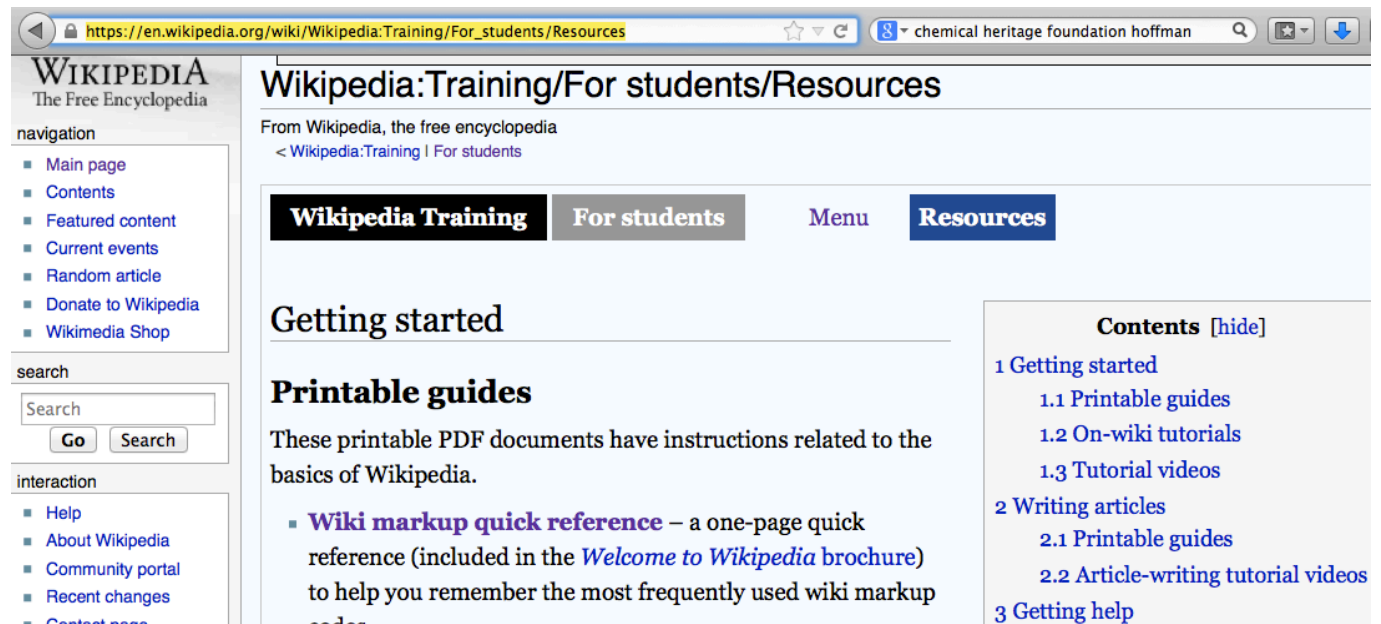 https://en.wikipedia.org/wiki/Wikipedia:Training/For_students/Resources
chemical heritage foundation hoffman
WIKIPEDIA
The Free Encyclopedia
navigation
Main page
Contents
Featured content
Current events
Random article
Donate to Wikipedia
Wikimedia Shop
search
Search
Go Search
interaction
Help
About Wikipedia
Community portal
Recent changes
Contact page
Wikipedia:Training/For students/Resources
From Wikipedia, the free encyclopedia
< Wikipedia:Training | For students
Wikipedia Training For students Menu Resources
Getting started
Printable guides
These printable PDF documents have instructions related to the
basics of Wikipedia.
Wiki markup quick reference – a one-page quick
reference (included in the Welcome to Wikipedia brochure)
to help you remember the most frequently used wiki markup
codes
Contents [hide]
1 Getting started
1.1 Printable guides
1.2 On-wiki tutorials
1.3 Tutorial videos
2 Writing articles
2.1 Printable guides
2.2 Article-writing tutorial videos
3 Getting help